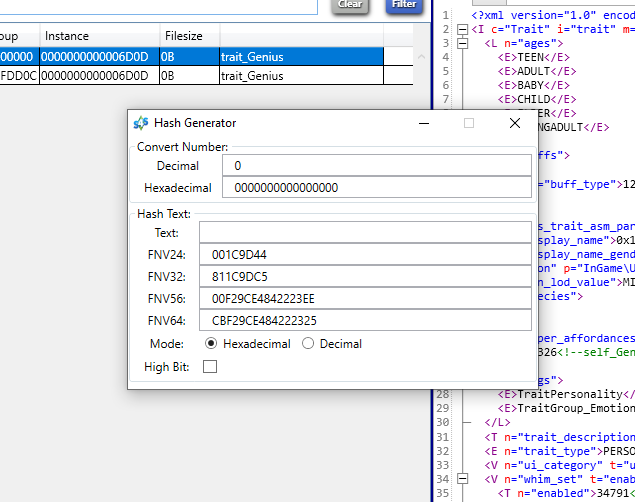 Clear
Filter
oup Instance Filesize
00000 0000000000006D0D 0B trait_Genius
FDD0C 0000000000006D0D 0B trait_Genius
Hash Generator
Convert Number:
Decimal 0
Hexadecimal 0000000000000000
Hash Text:
Text:
FNV24: 001C9D44
FNV32: 811C9DC5
FNV56: 00F29CE4842223EE
FNV64: CBF29CE484222325
Mode: Hexadecimal Decimal
High Bit:
1 <?xml version="1.0" encod
2 <I c="Trait" i="trait" m=
3 <L n="ages">
4 <E>TEEN</E>
5 <E>ADULT</E>
6 <E>BABY</E>
7 <E>CHILD</E>
NGADULT</E>
ffs">
="buff_type">12
s_trait_asm_par
splay_name">0x1
splay_name_gend
on" p="InGame\U
n_lod_value">MI
ecies">
per_affordances
326<!--self_Gen
gs">
28 <E>TraitPersonality</
29 <E>TraitGroup_Emotion
30 </L>
31 <T n="trait_description
32 <E n="trait_type">PERSO
33 <V n="ui_category" t="u
34 <V n="whim_set" t="enab
35 <T n="enabled">34791<